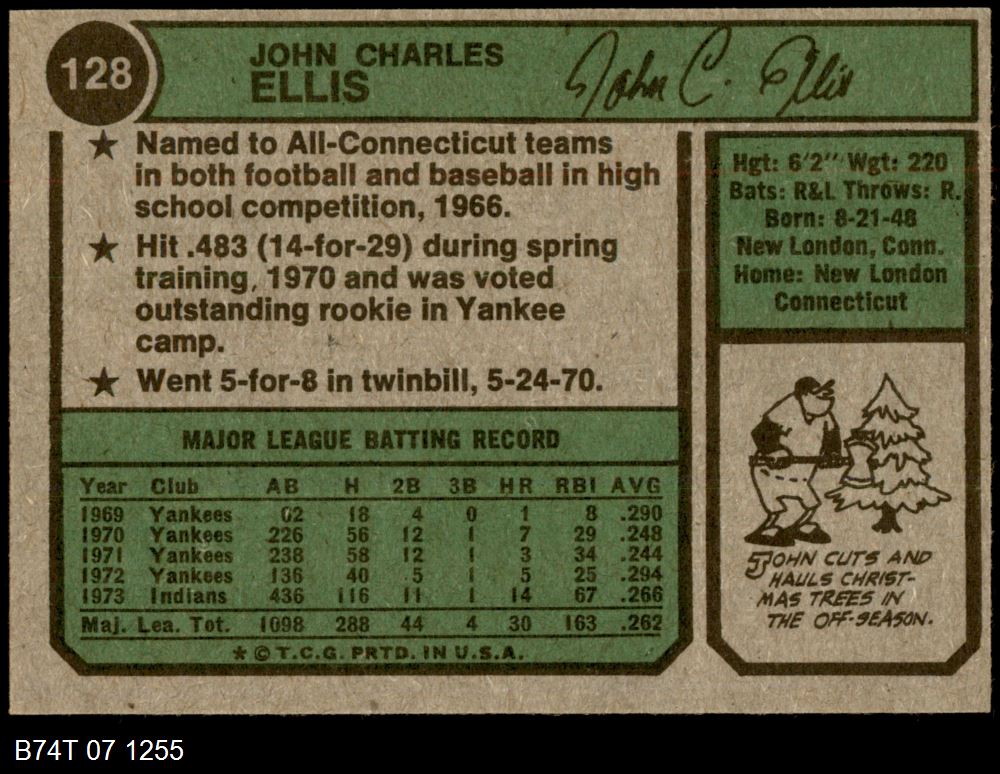 128
JOHN CHARLES
ELLIS
John C. Ellis
★ Named to All-Connecticut teams
in both football and baseball in high
school competition, 1966.
★ Hit .483 (14-for-29) during spring
training, 1970 and was voted
outstanding rookie in Yankee
camp.
★ Went 5-for-8 in twinbill, 5-24-70.
Hgt: 6'2" Wgt: 220
Bats: R&L Throws: R.
Born: 8-21-48
New London, Conn.
Home: New London
Connecticut
MAJOR LEAGUE BATTING RECORD
Year Club AB H 2B 3B HR RBI AVG
1969 Yankees 62 18 4 0 1 8 .290
1970 Yankees 226 56 12 1 7 29 .248
1971 Yankees 238 58 12 1 3 34 .244
1972 Yankees 136 40 5 1 5 25 .294
1973 Indians 436 116 11 1 14 67 .266
Maj. Lea. Tot. 1098 288 44 4 30 163 .262
* © T.C.G. PRTD. IN U.S.A.
JOHN CUTS AND
HAULS CHRIST-
MAS TREES IN
THE OFF-SEASON.
B74T 07 1255